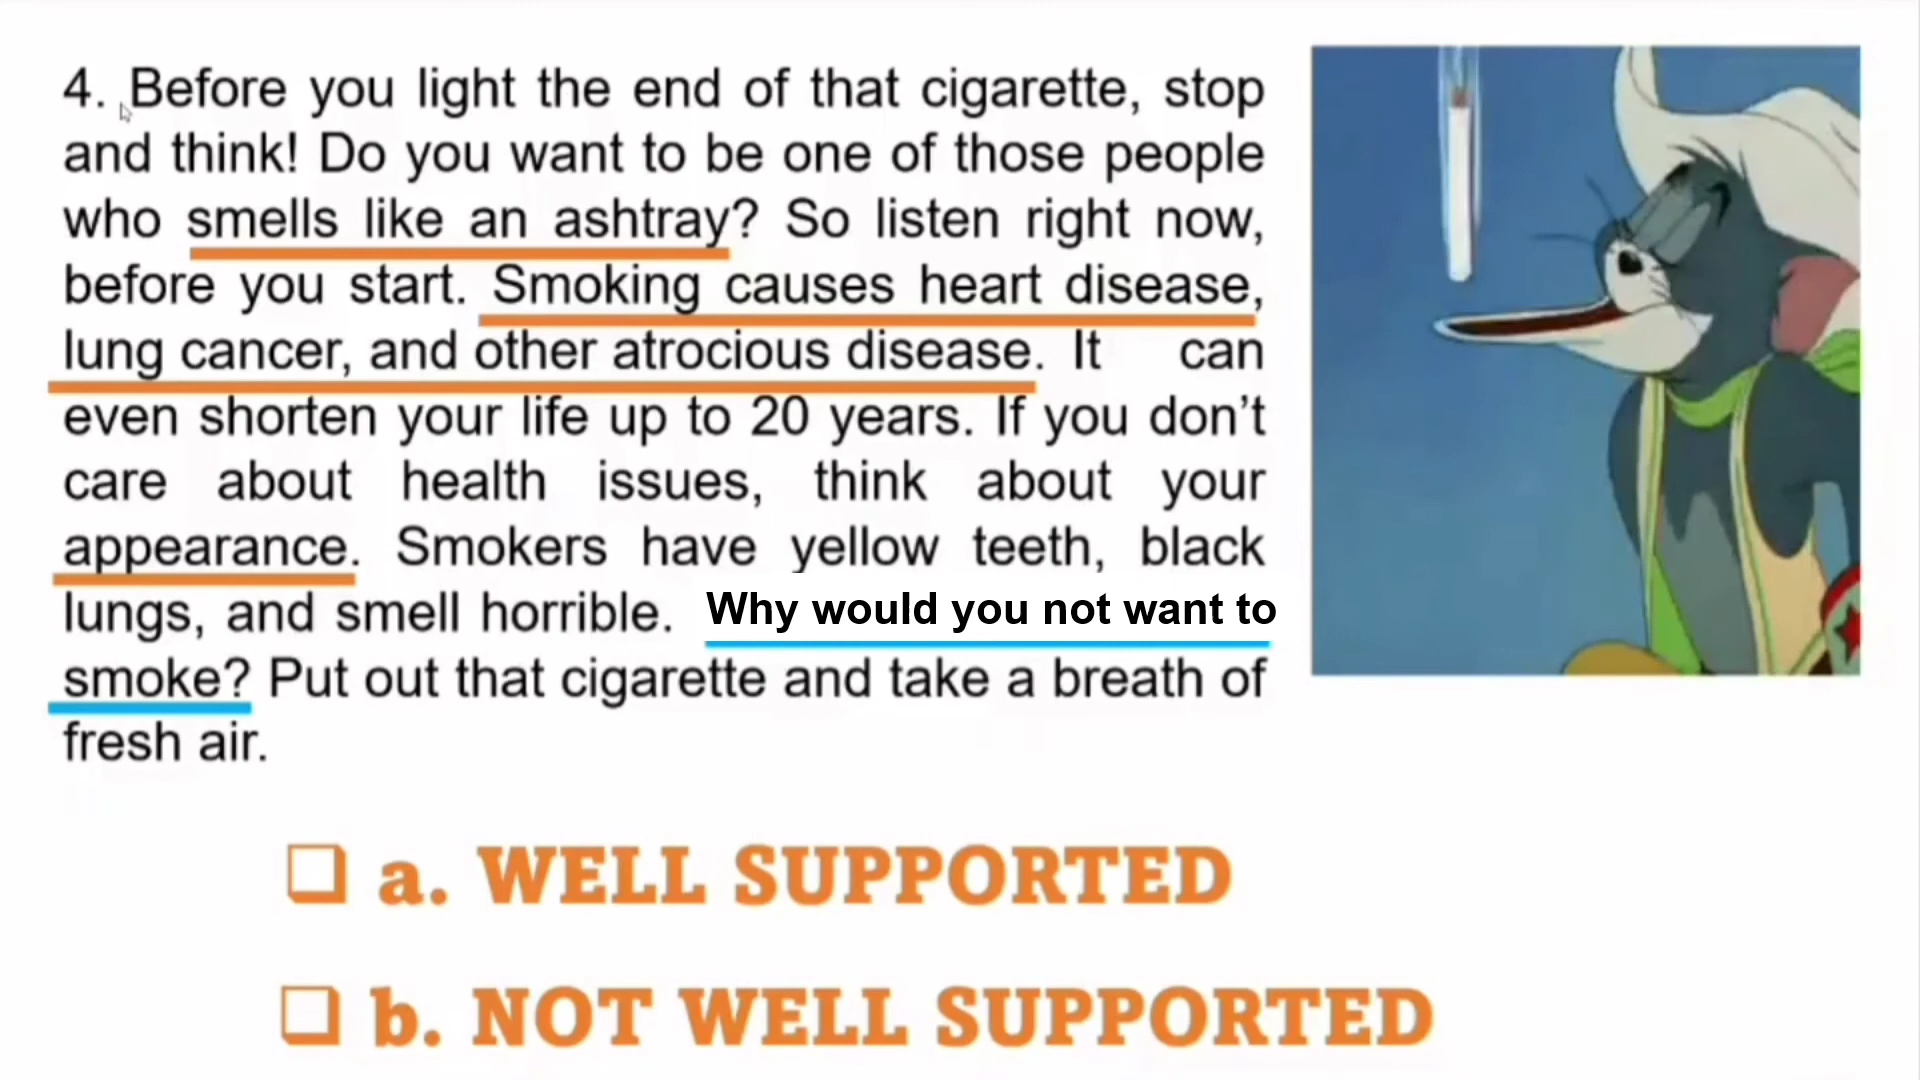 4. Before you light the end of that cigarette, stop
and think! Do you want to be one of those people
who smells like an ashtray? So listen right now,
before you start. Smoking causes heart disease,
lung cancer, and other atrocious disease. It can
even shorten your life up to 20 years. If you don't
care about health issues, think about your
appearance. Smokers have yellow teeth, black
lungs, and smell horrible. Why would you not want to
smoke? Put out that cigarette and take a breath of
fresh air.
a. WELL SUPPORTED
b. NOT WELL SUPPORTED